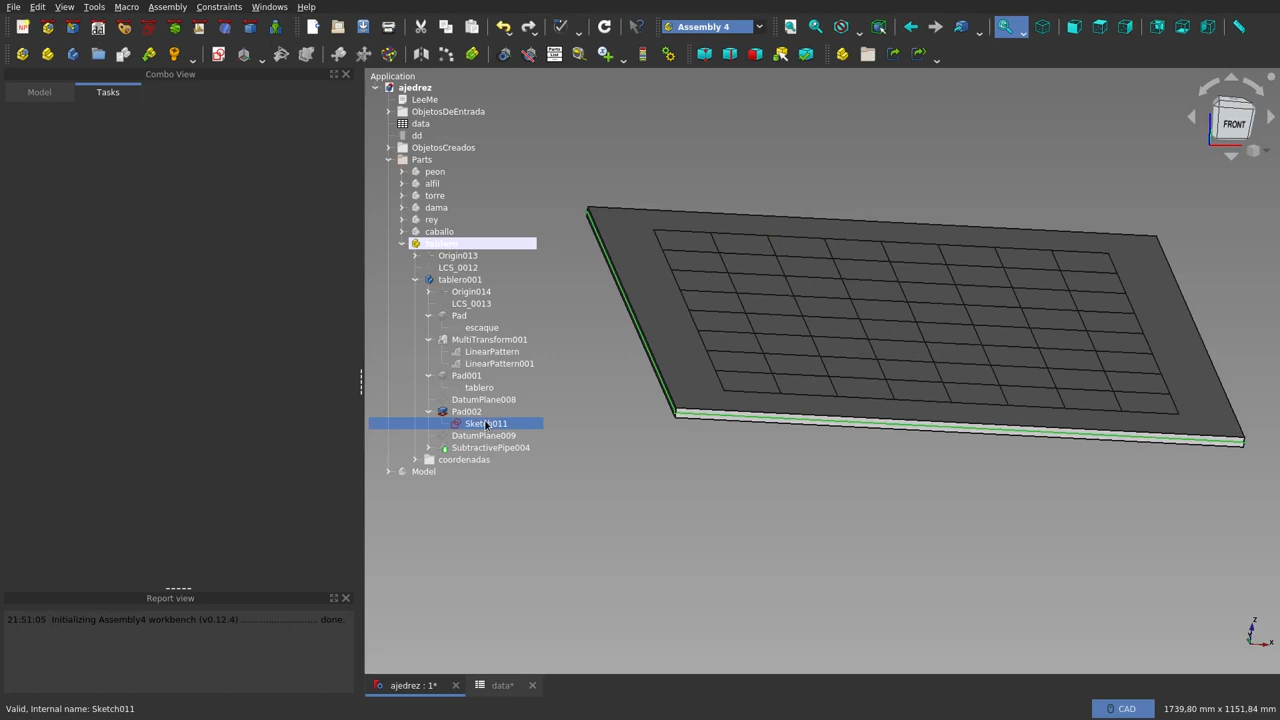 File Edit View Tools Macro Assembly Constraints Windows Help
Assembly 4
Combo View
Model Tasks
Application
ajedrez
LeeMe
ObjetosDeEntrada
data
dd
ObjetosCreados
Parts
peon
alfil
torre
dama
rey
caballo
tablero
Origin013
LCS_0012
tablero001
Origin014
LCS_0013
Pad
escaque
MultiTransform001
LinearPattern
LinearPattern001
Pad001
tablero
DatumPlane008
Pad002
Sketch011
DatumPlane009
SubtractivePipe004
coordenadas
Model
FRONT
Report view
21:51:05 Initializing Assembly4 workbench (v0.12.4) ........................... done.
Z
X
ajedrez : 1*
data*
Valid, Internal name: Sketch011
CAD
1739,80 mm x 1151,84 mm